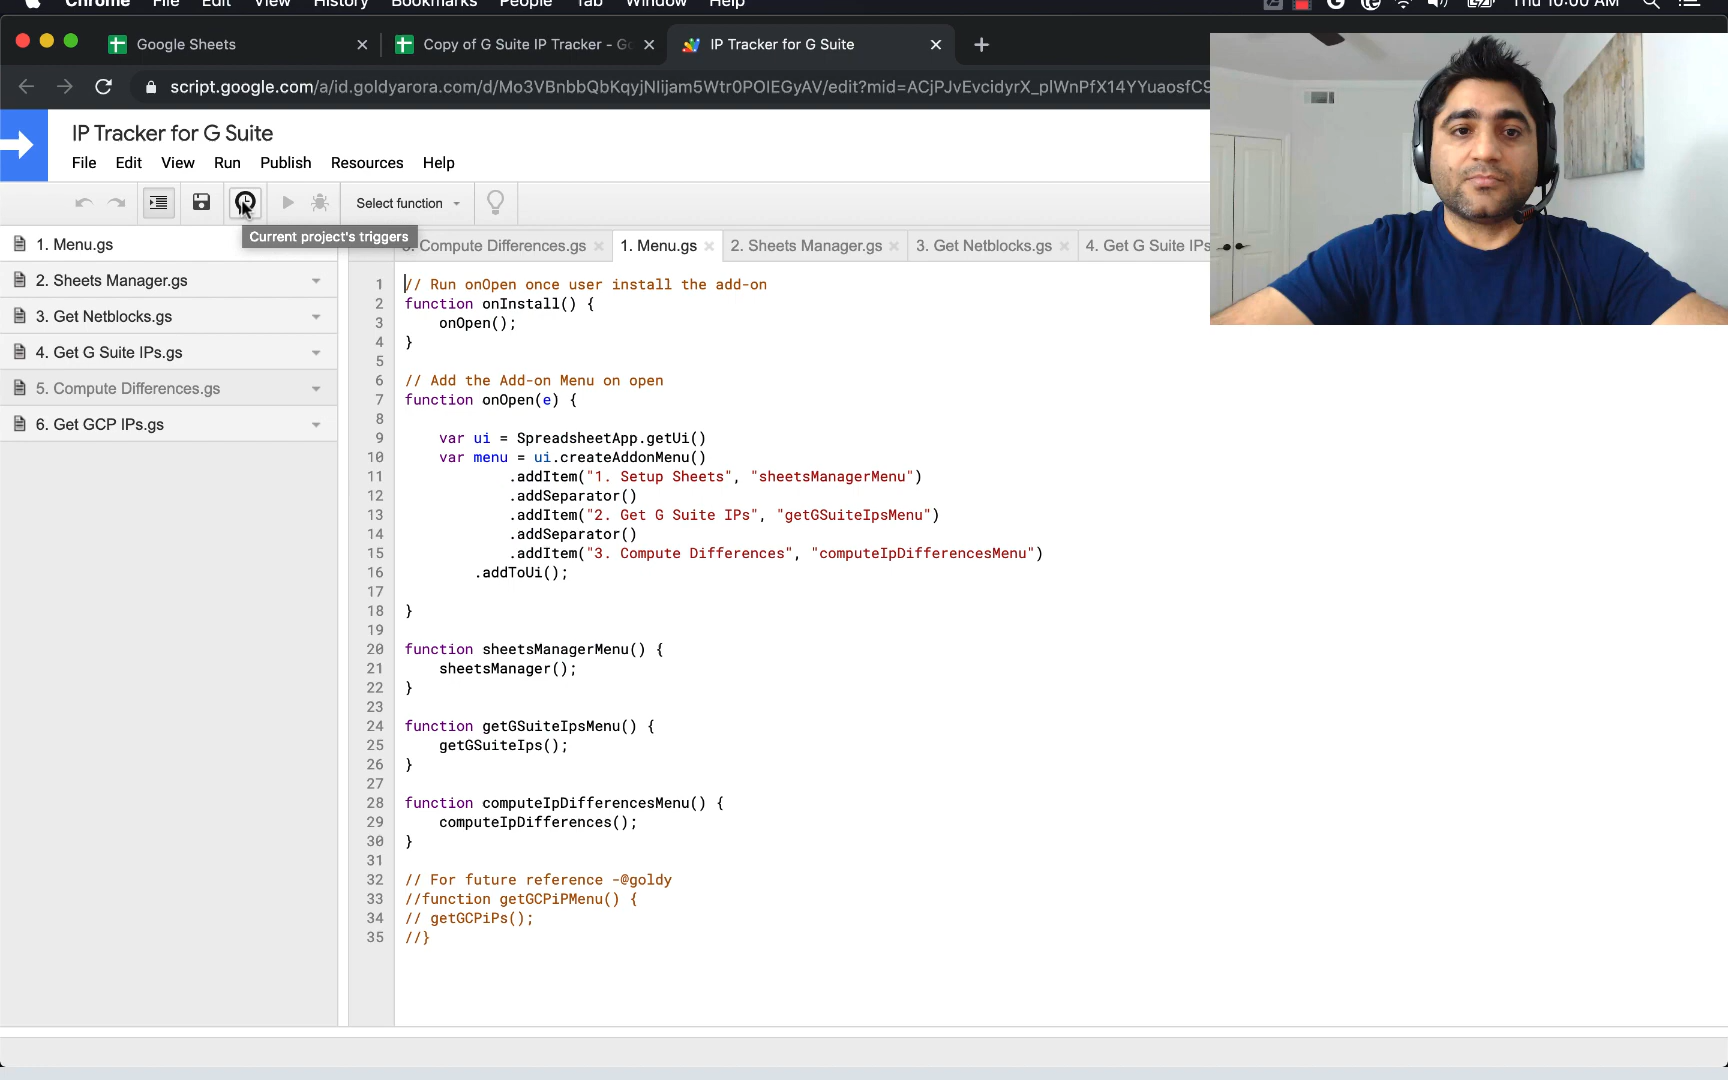 Chrome File Edit View History Bookmarks People Tab Window Help Thu 10:00 AM
Google Sheets
Copy of G Suite IP Tracker - Go
IP Tracker for G Suite
script.google.com/a/id.goldyarora.com/d/Mo3VBnbbQbKqyjNlijam5Wtr0POIEGyAV/edit?mid=ACjPJvEvcidyrX_plWnPfX14YYuaosfC9
IP Tracker for G Suite
File Edit View Run Publish Resources Help
Select function
Current project's triggers
1. Menu.gs
2. Sheets Manager.gs
3. Get Netblocks.gs
4. Get G Suite IPs.gs
5. Compute Differences.gs
6. Get GCP IPs.gs
Compute Differences.gs
1. Menu.gs
2. Sheets Manager.gs
3. Get Netblocks.gs
4. Get G Suite IPs
1 // Run onOpen once user install the add-on
2 function onInstall() {
3 onOpen();
4 }
5
6 // Add the Add-on Menu on open
7 function onOpen(e) {
8
9 var ui = SpreadsheetApp.getUi()
10 var menu = ui.createAddonMenu()
11 .addItem("1. Setup Sheets", "sheetsManagerMenu")
12 .addSeparator()
13 .addItem("2. Get G Suite IPs", "getGSuiteIpsMenu")
14 .addSeparator()
15 .addItem("3. Compute Differences", "computeIpDifferencesMenu")
16 .addToUi();
17
18 }
19
20 function sheetsManagerMenu() {
21 sheetsManager();
22 }
23
24 function getGSuiteIpsMenu() {
25 getGSuiteIps();
26 }
27
28 function computeIpDifferencesMenu() {
29 computeIpDifferences();
30 }
31
32 // For future reference -@goldy
33 //function getGCPiPMenu() {
34 // getGCPiPs();
35 //}